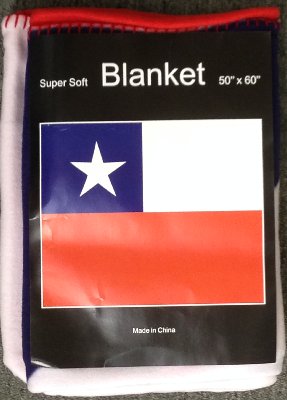 Super Soft Blanket 50" x 60"
Made in China